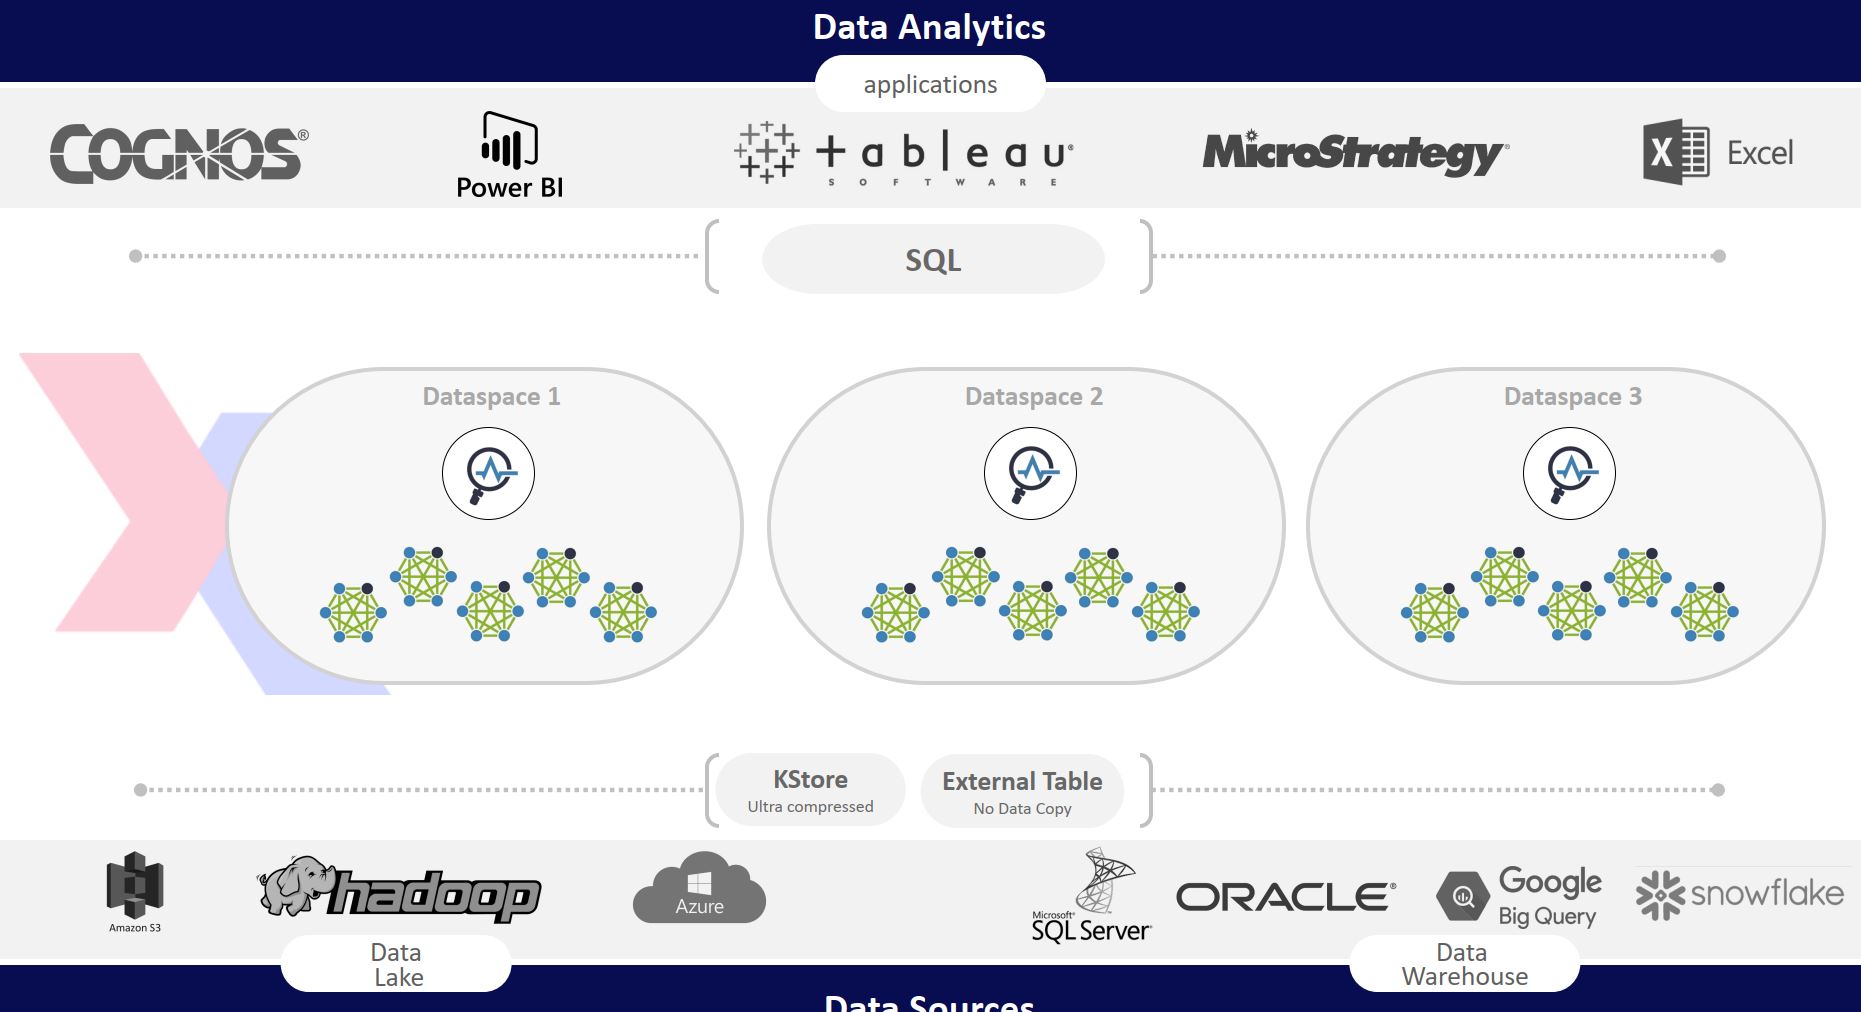 Data Analytics
applications
COGNOS®
Power BI
+ableau®
SOFTWARE
MicroStrategy®
X Excel
SQL
Dataspace 1
Dataspace 2
Dataspace 3
KStore
Ultra compressed
External Table
No Data Copy
Amazon S3
hadoop
Azure
Microsoft®
SQL Server®
ORACLE®
Google
Big Query
snowflake
Data
Lake
Data
Warehouse
Data Sources